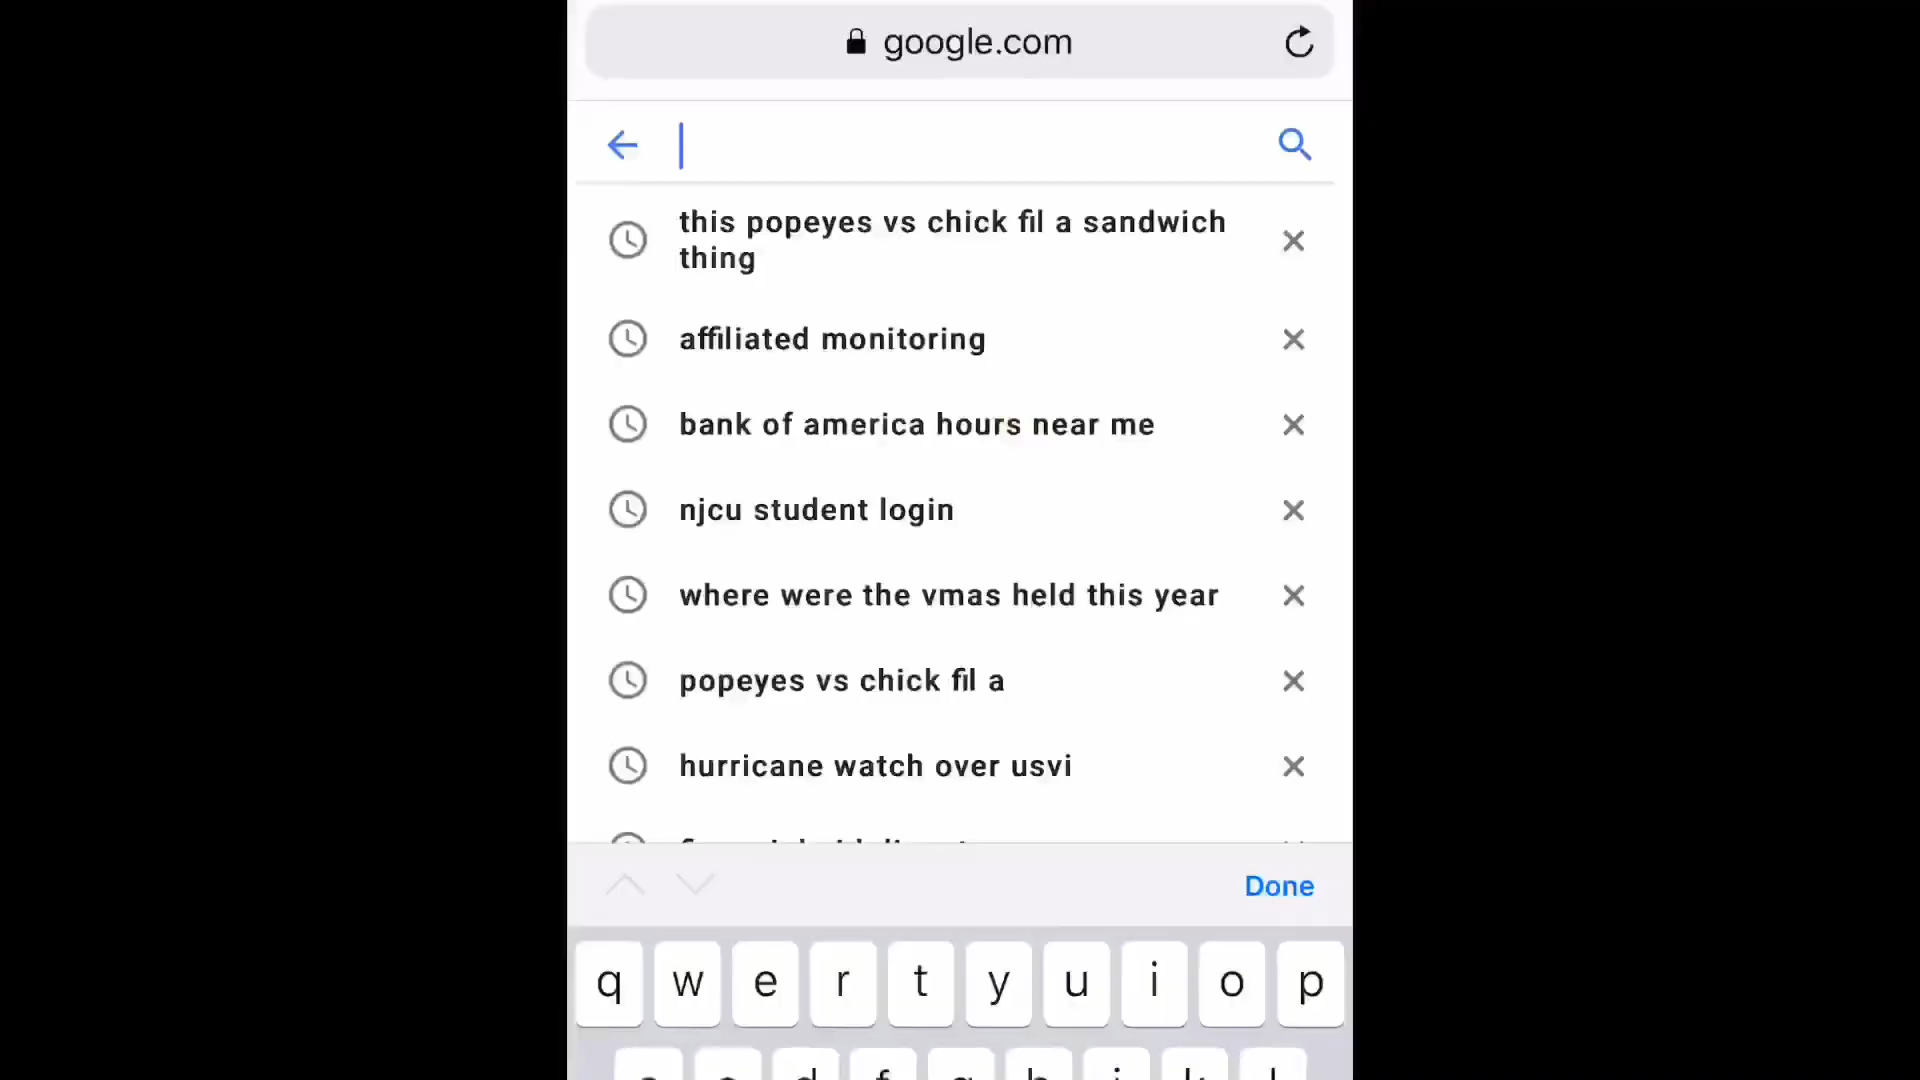 google.com
this popeyes vs chick fil a sandwich
thing
affiliated monitoring
bank of america hours near me
njcu student login
where were the vmas held this year
popeyes vs chick fil a
hurricane watch over usvi
Done
q w e r t y u i o p